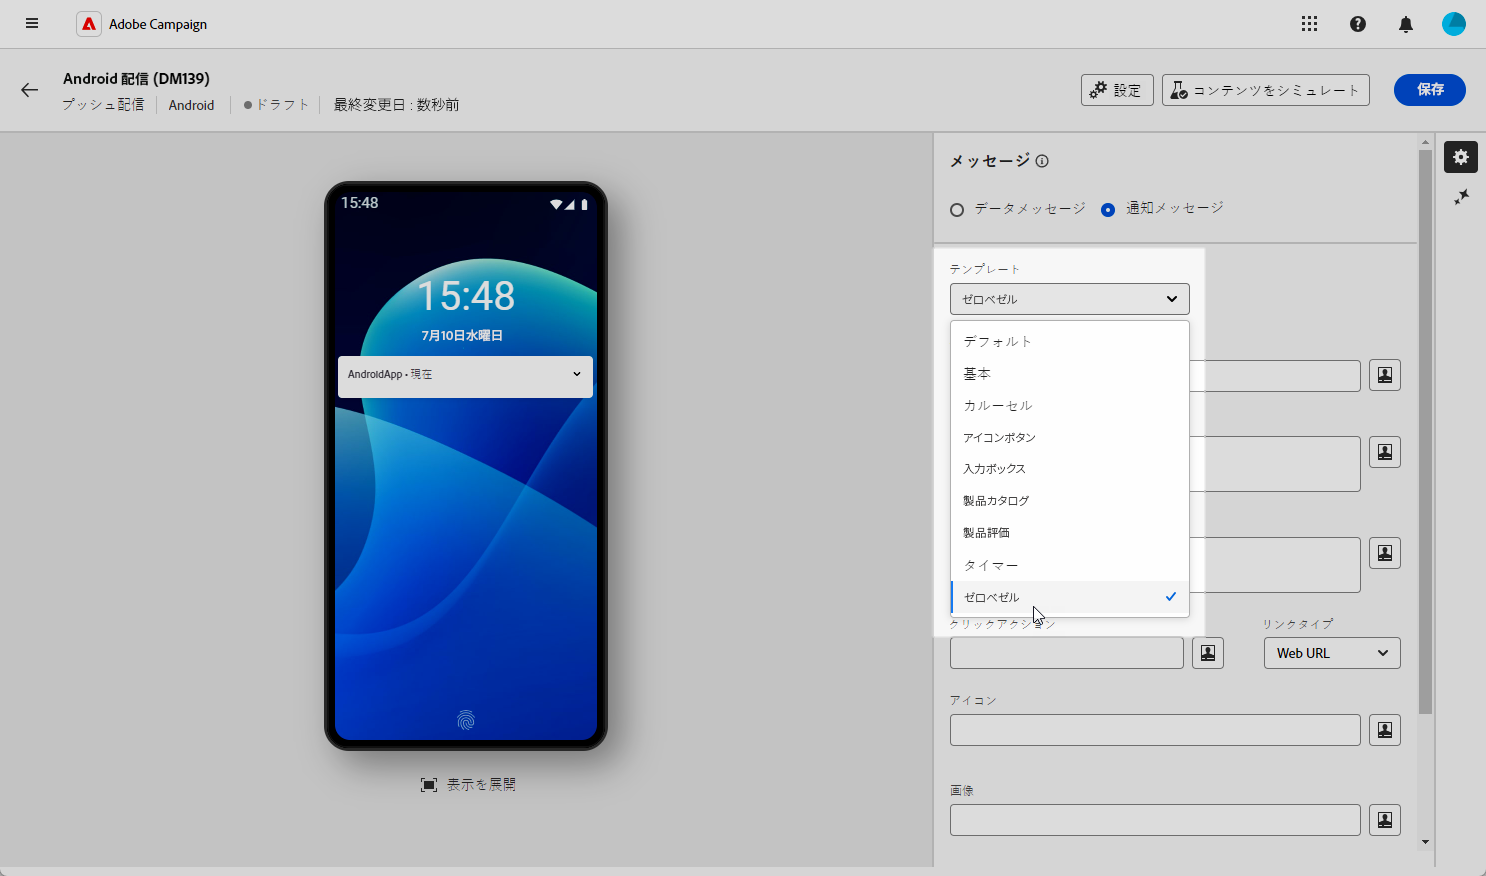 Adobe Campaign
Android 配信 (DM139)
プッシュ配信
Android
ドラフト
最終変更日 : 数秒前
設定
コンテンツをシミュレート
保存
15:48
15:48
7月10日水曜日
AndroidApp • 現在
表示を展開
メッセージ
データメッセージ
通知メッセージ
テンプレート
ゼロベゼル
デフォルト
基本
カルーセル
アイコンボタン
入力ボックス
製品カタログ
製品評価
タイマー
ゼロベゼル
クリックアクション
リンクタイプ
Web URL
アイコン
画像